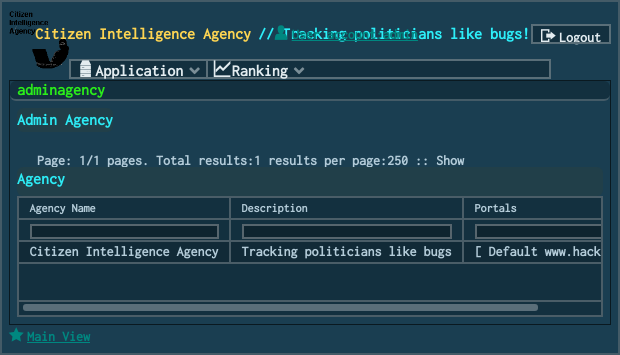 Citizen
Intelligence
Agency
Citizen Intelligence Agency // Tracking politicians like bugs!
Logout
Application Ranking
adminagency
Admin Agency
Page: 1/1 pages. Total results:1 results per page:250 :: Show
Agency
Agency Name Description Portals
Citizen Intelligence Agency Tracking politicians like bugs [ Default www.hack
Main View